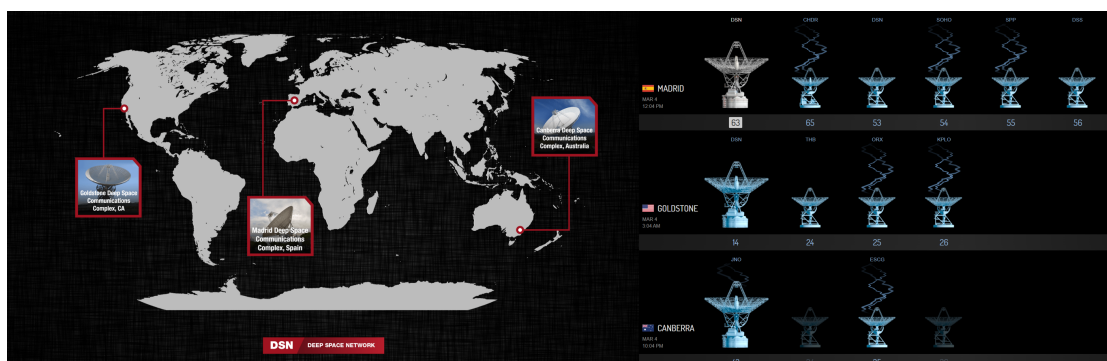 Goldstone Deep Space
Communications
Complex, CA
Madrid Deep Space
Communications
Complex, Spain
Canberra Deep Space
Communications
Complex, Australia
DSN DEEP SPACE NETWORK
DSN CHDR DSN SOHO SPP DSS
MADRID
MAR 4
12:04 PM
63 65 53 54 55 56
DSN THB ORX KPLO
GOLDSTONE
MAR 4
3:04 AM
14 24 25 26
JNO ESCG
CANBERRA
MAR 4
10:04 PM